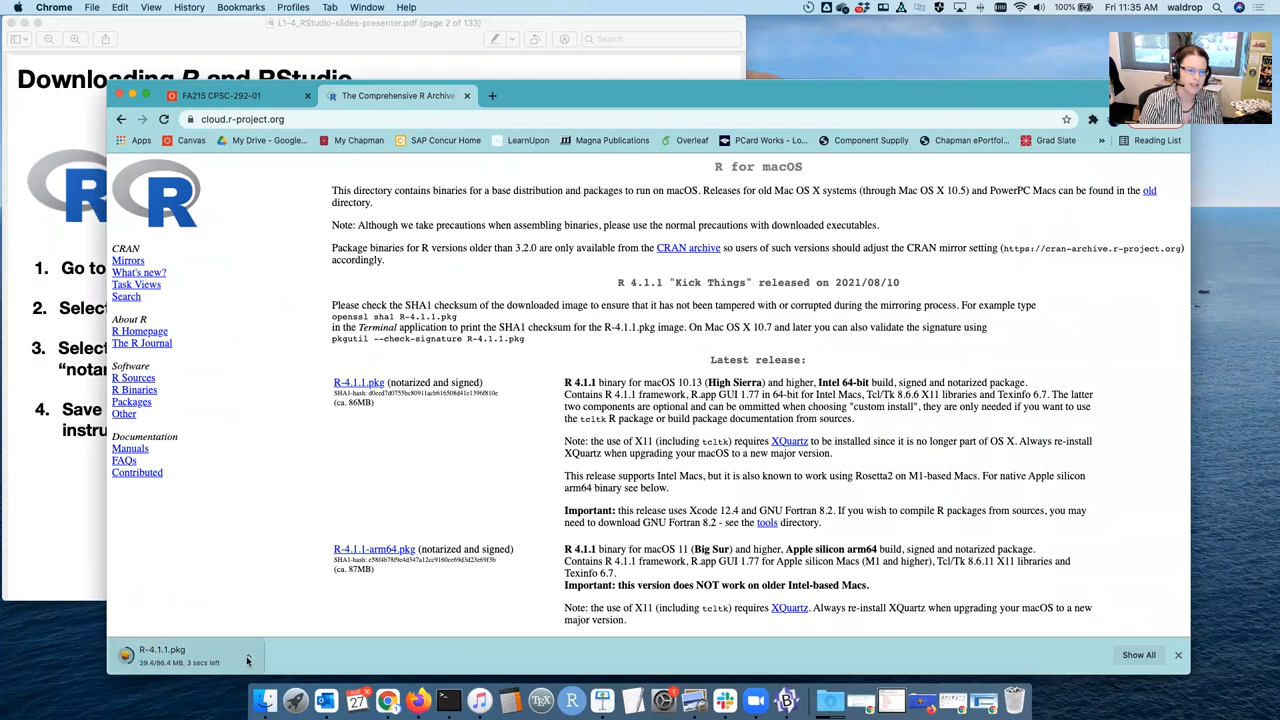 Chrome File Edit View History Bookmarks Profiles Tab Window Help
100% Fri 11:35 AM waldrop
L1-4_RStudio-slides-presenter.pdf (page 2 of 133)
Search
Downloading R and RStudio
FA21S CPSC-292-01
The Comprehensive R Archive
cloud.r-project.org
Apps Canvas My Drive - Google... My Chapman SAP Concur Home LearnUpon Magna Publications Overleaf PCard Works - Lo... Component Supplly Chapman ePortfol... Grad Slate » Reading List
R
R
1. Go to
2. Select
3. Select
“notar
4. Save
instru
CRAN
Mirrors
What's new?
Task Views
Search
About R
R Homepage
The R Journal
Software
R Sources
R Binaries
Packages
Other
Documentation
Manuals
FAQs
Contributed
R for macOS
This directory contains binaries for a base distribution and packages to run on macOS. Releases for old Mac OS X systems (through Mac OS X 10.5) and PowerPC Macs can be found in the old
directory.
Note: Although we take precautions when assembling binaries, please use the normal precautions with downloaded executables.
Package binaries for R versions older than 3.2.0 are only available from the CRAN archive so users of such versions should adjust the CRAN mirror setting (https://cran-archive.r-project.org)
accordingly.
R 4.1.1 "Kick Things" released on 2021/08/10
Please check the SHA1 checksum of the downloaded image to ensure that it has not been tampered with or corrupted during the mirroring process. For example type
openssl sha1 R-4.1.1.pkg
in the Terminal application to print the SHA1 checksum for the R-4.1.1.pkg image. On Mac OS X 10.7 and later you can also validate the signature using
pkgutil --check-signature R-4.1.1.pkg
Latest release:
R-4.1.1.pkg (notarized and signed)
SHA1-hash:
(ca. 86MB)
R 4.1.1 binary for macOS 10.13 (High Sierra) and higher, Intel 64-bit build, signed and notarized package.
Contains R 4.1.1 framework, R.app GUI 1.77 in 64-bit for Intel Macs, Tcl/Tk 8.6.6 X11 libraries and Texinfo 6.7. The latter
two components are optional and can be ommitted when choosing "custom install", they are only needed if you want to use
the tcltk R package or build package documentation from sources.
Note: the use of X11 (including tcltk) requires XQuartz to be installed since it is no longer part of OS X. Always re-install
XQuartz when upgrading your macOS to a new major version.
This release supports Intel Macs, but it is also known to work using Rosetta2 on M1-based Macs. For native Apple silicon
arm64 binary see below.
Important: this release uses Xcode 12.4 and GNU Fortran 8.2. If you wish to compile R packages from sources, you may
need to download GNU Fortran 8.2 - see the tools directory.
R-4.1.1-arm64.pkg (notarized and signed)
SHA1-hash:
(ca. 87MB)
R 4.1.1 binary for macOS 11 (Big Sur) and higher, Apple silicon arm64 build, signed and notarized package.
Contains R 4.1.1 framework, R.app GUI 1.77 for Apple silicon Macs (M1 and higher), Tcl/Tk 8.6.11 X11 libraries and
Texinfo 6.7.
Important: this version does NOT work on older Intel-based Macs.
Note: the use of X11 (including tcltk) requires XQuartz. Always re-install XQuartz when upgrading your macOS to a new
major version.
R-4.1.1.pkg
39.4/86.4 MB, 3 secs left
Show All
27
TEX
R